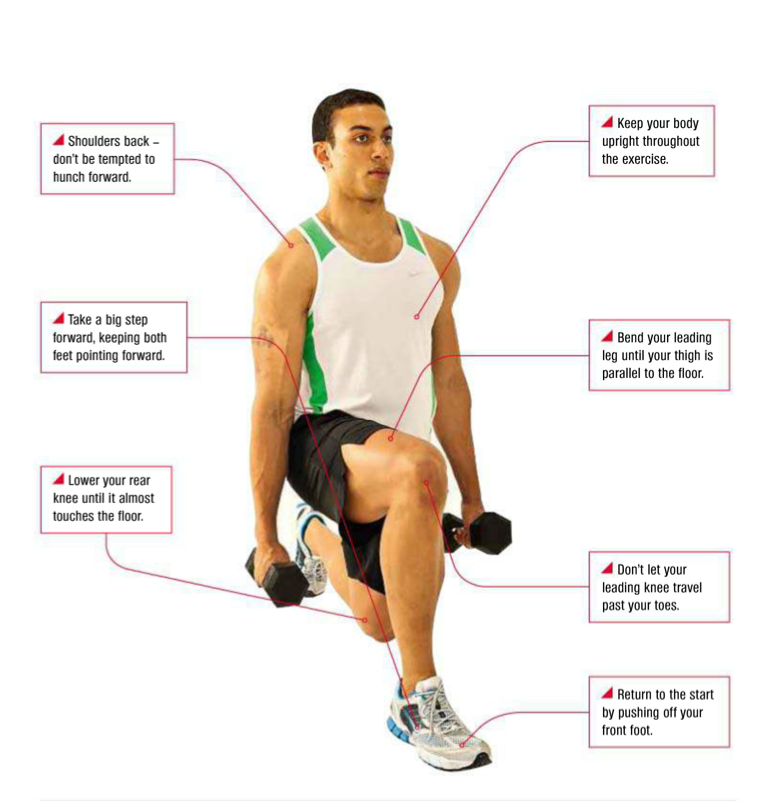 Shoulders back –
don't be tempted to
hunch forward.
Take a big step
forward, keeping both
feet pointing forward.
Lower your rear
knee until it almost
touches the floor.
Keep your body
upright throughout
the exercise.
Bend your leading
leg until your thigh is
parallel to the floor.
Don't let your
leading knee travel
past your toes.
Return to the start
by pushing off your
front foot.